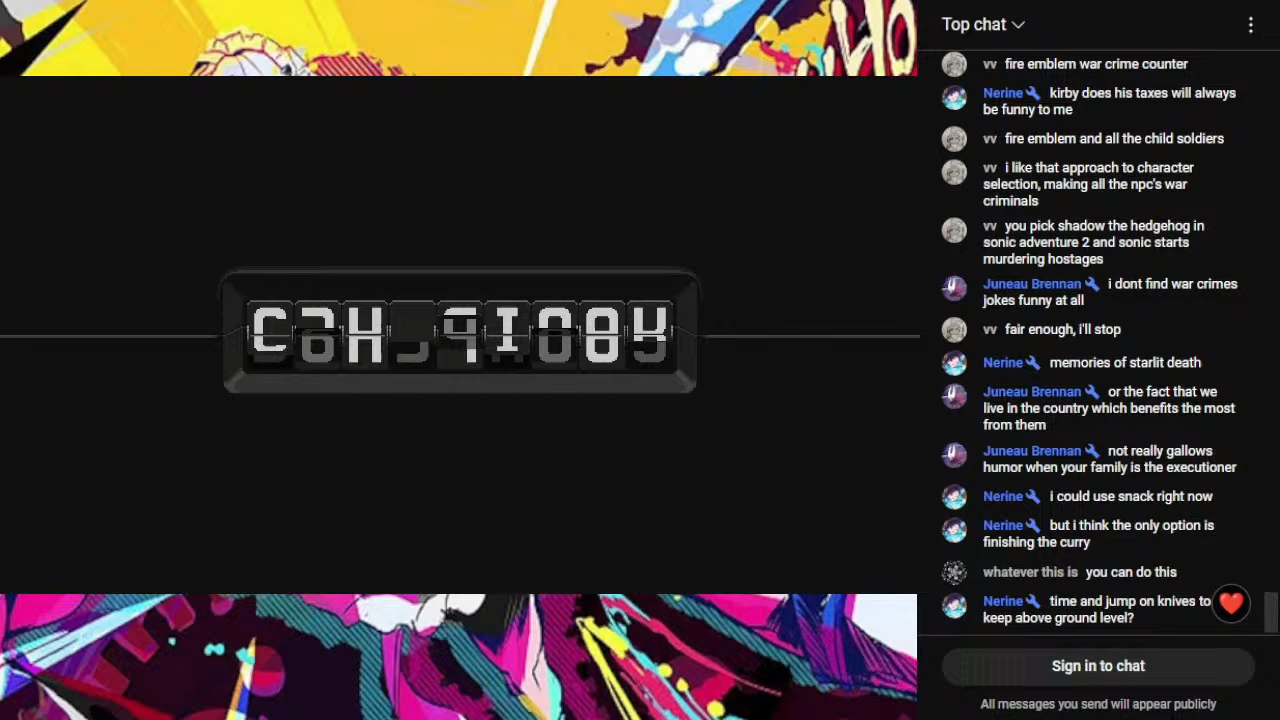 Top chat
vv fire emblem war crime counter
Nerine kirby does his taxes will always
be funny to me
vv fire emblem and all the child soldiers
vv i like that approach to character
selection, making all the npc's war
criminals
vv you pick shadow the hedgehog in
sonic adventure 2 and sonic starts
murdering hostages
Juneau Brennan i dont find war crimes
jokes funny at all
vv fair enough, i'll stop
Nerine memories of starlit death
Juneau Brennan or the fact that we
live in the country which benefits the most
from them
Juneau Brennan not really gallows
humor when your family is the executioner
Nerine i could use snack right now
Nerine but i think the only option is
finishing the curry
whatever this is you can do this
Nerine time and jump on knives to
keep above ground level?
Sign in to chat
All messages you send will appear publicly